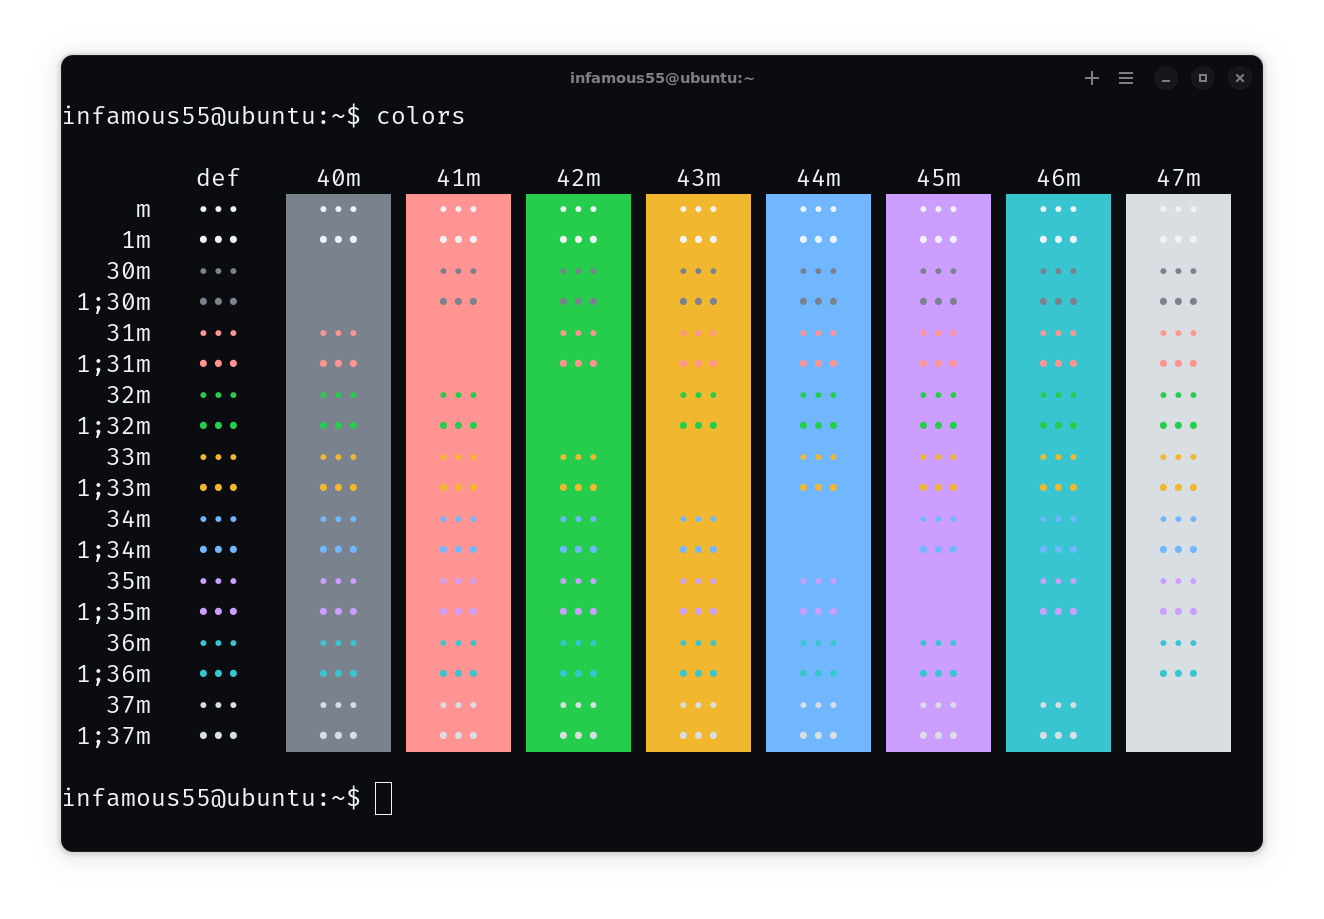 infamous55@ubuntu:~
infamous55@ubuntu:~$ colors
def 40m 41m 42m 43m 44m 45m 46m 47m
m ••• ••• ••• ••• ••• ••• ••• ••• •••
1m ••• ••• ••• ••• ••• ••• ••• ••• •••
30m ••• ••• ••• ••• ••• ••• ••• •••
1;30m ••• ••• ••• ••• ••• ••• ••• •••
31m ••• ••• ••• ••• ••• ••• ••• •••
1;31m ••• ••• ••• ••• ••• ••• ••• •••
32m ••• ••• ••• ••• ••• ••• ••• •••
1;32m ••• ••• ••• ••• ••• ••• ••• •••
33m ••• ••• ••• ••• ••• ••• ••• •••
1;33m ••• ••• ••• ••• ••• ••• ••• •••
34m ••• ••• ••• ••• ••• ••• ••• •••
1;34m ••• ••• ••• ••• ••• ••• ••• •••
35m ••• ••• ••• ••• ••• ••• ••• •••
1;35m ••• ••• ••• ••• ••• ••• ••• •••
36m ••• ••• ••• ••• ••• ••• ••• •••
1;36m ••• ••• ••• ••• ••• ••• ••• •••
37m ••• ••• ••• ••• ••• ••• ••• •••
1;37m ••• ••• ••• ••• ••• ••• ••• •••
infamous55@ubuntu:~$